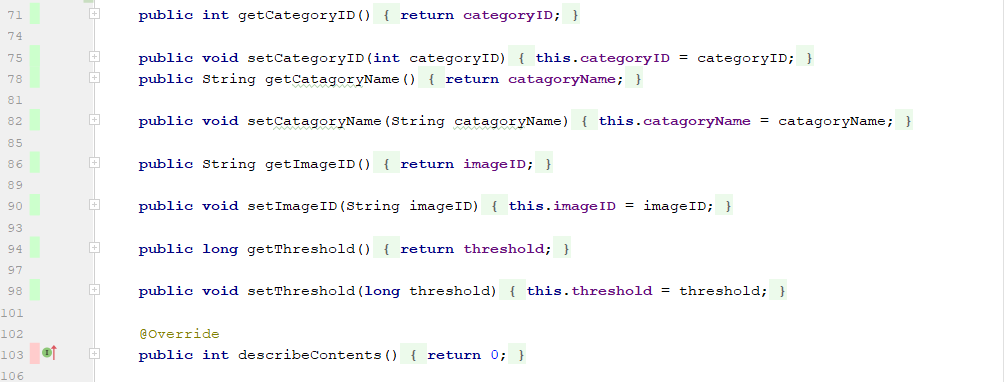 71 public int getCategoryID() { return categoryID; }
74
75 public void setCategoryID(int categoryID) { this.categoryID = categoryID; }
78 public String getCatagoryName() { return catagoryName; }
81
82 public void setCatagoryName(String catagoryName) { this.catagoryName = catagoryName; }
85
86 public String getImageID() { return imageID; }
89
90 public void setImageID(String imageID) { this.imageID = imageID; }
93
94 public long getThreshold() { return threshold; }
97
98 public void setThreshold(long threshold) { this.threshold = threshold; }
101
102 @Override
103 public int describeContents() { return 0; }
106